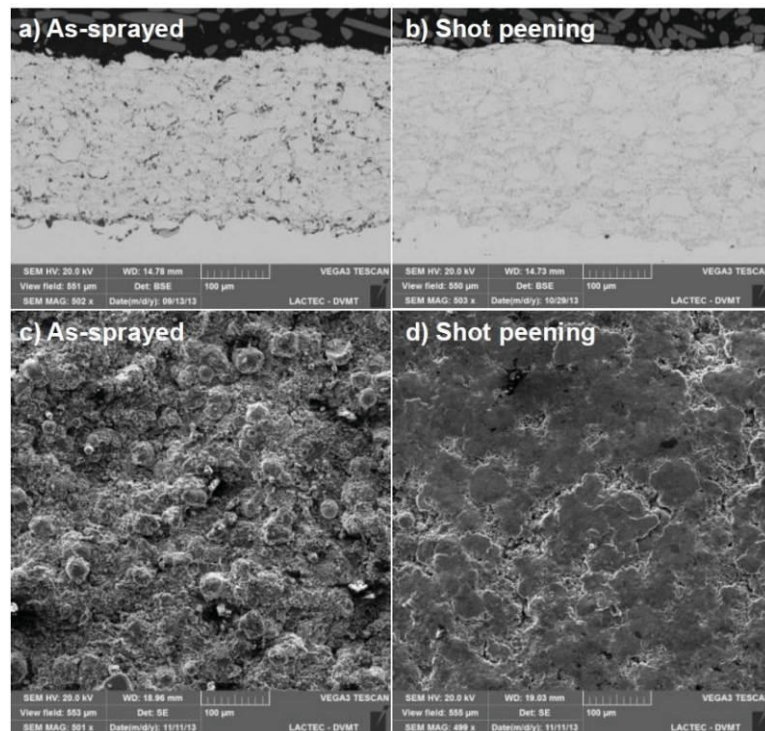 a) As-sprayed
SEM HV: 20.0 kV WD: 14.78 mm VEGA3 TESCAN
View field: 551 µm Det: BSE 100 µm
SEM MAG: 502 x Date(m/d/y): 09/13/13 LACTEC - DVMT
b) Shot peening
SEM HV: 20.0 kV WD: 14.73 mm VEGA3 TESCAN
View field: 550 µm Det: BSE 100 µm
SEM MAG: 503 x Date(m/d/y): 10/29/13 LACTEC - DVMT
c) As-sprayed
SEM HV: 20.0 kV WD: 18.96 mm VEGA3 TESCAN
View field: 553 µm Det: SE 100 µm
SEM MAG: 501 x Date(m/d/y): 11/11/13 LACTEC - DVMT
d) Shot peening
SEM HV: 20.0 kV WD: 19.03 mm VEGA3 TESCAN
View field: 555 µm Det: SE 100 µm
SEM MAG: 499 x Date(m/d/y): 11/11/13 LACTEC - DVMT